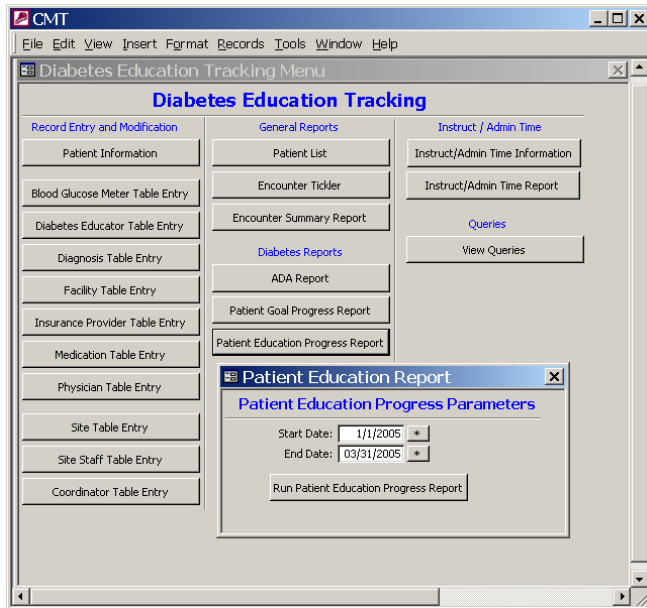 CMT
File Edit View Insert Format Records Tools Window Help
Diabetes Education Tracking Menu
Diabetes Education Tracking
Record Entry and Modification
Patient Information
Blood Glucose Meter Table Entry
Diabetes Educator Table Entry
Diagnosis Table Entry
Facility Table Entry
Insurance Provider Table Entry
Medication Table Entry
Physician Table Entry
Site Table Entry
Site Staff Table Entry
Coordinator Table Entry
General Reports
Patient List
Encounter Tickler
Encounter Summary Report
Diabetes Reports
ADA Report
Patient Goal Progress Report
Patient Education Progress Report
Instruct / Admin Time
Instruct/Admin Time Information
Instruct/Admin Time Report
Queries
View Queries
Patient Education Report
Patient Education Progress Parameters
Start Date: 1/1/2005 *
End Date: 03/31/2005 *
Run Patient Education Progress Report